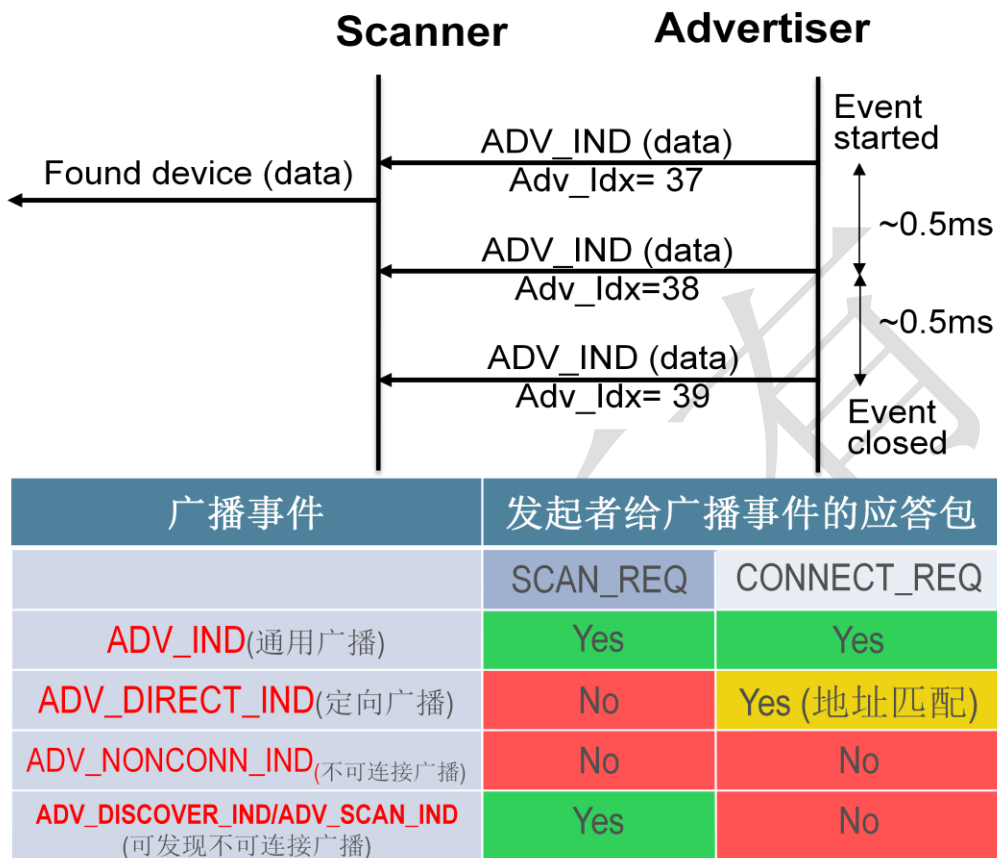 Scanner Advertiser
Event
started
ADV_IND (data)
Adv_Idx= 37
Found device (data)
~0.5ms
ADV_IND (data)
Adv_Idx=38
~0.5ms
ADV_IND (data)
Adv_Idx= 39
Event
closed
有
广播事件 发起者给广播事件的应答包
SCAN_REQ CONNECT_REQ
ADV_IND(通用广播) Yes Yes
ADV_DIRECT_IND(定向广播) No Yes (地址匹配)
ADV_NONCONN_IND(不可连接广播) No No
ADV_DISCOVER_IND/ADV_SCAN_IND
(可发现不可连接广播) Yes No